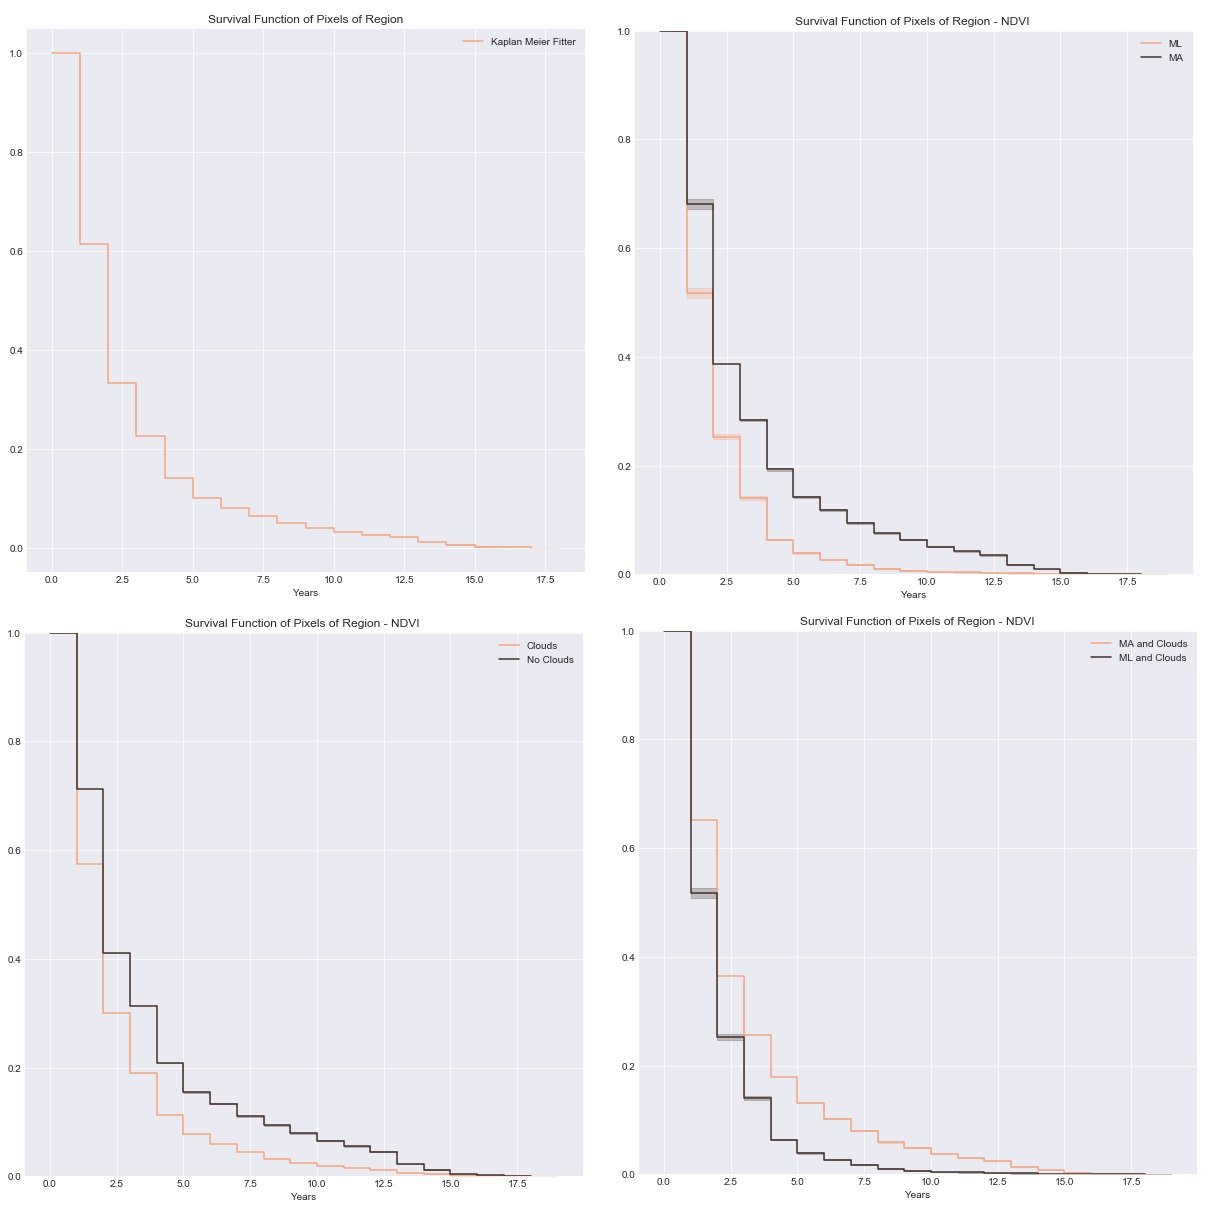 Survival Function of Pixels of Region
Kaplan Meier Fitter
1.0
0.8
0.6
0.4
0.2
0.0
0.0 2.5 5.0 7.5 10.0 12.5 15.0 17.5
Years
Survival Function of Pixels of Region - NDVI
ML
MA
1.0
0.8
0.6
0.4
0.2
0.0
0.0 2.5 5.0 7.5 10.0 12.5 15.0 17.5
Years
Survival Function of Pixels of Region - NDVI
Clouds
No Clouds
1.0
0.8
0.6
0.4
0.2
0.0
0.0 2.5 5.0 7.5 10.0 12.5 15.0 17.5
Years
Survival Function of Pixels of Region - NDVI
MA and Clouds
ML and Clouds
1.0
0.8
0.6
0.4
0.2
0.0
0.0 2.5 5.0 7.5 10.0 12.5 15.0 17.5
Years